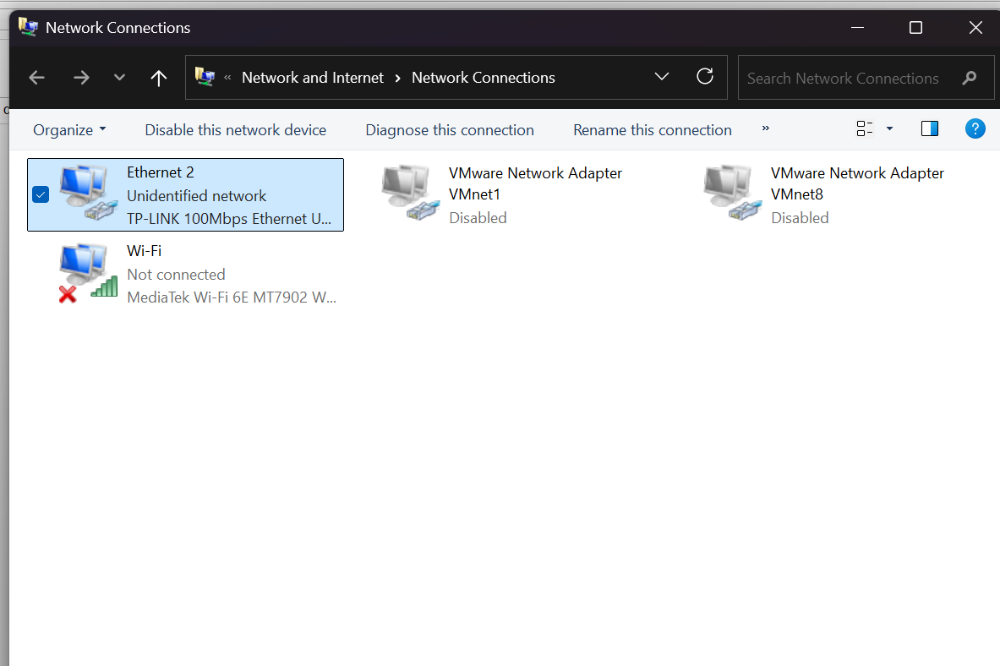 Network Connections
« Network and Internet › Network Connections
Search Network Connections
Organize
Disable this network device
Diagnose this connection
Rename this connection
»
?
Ethernet 2
Unidentified network
TP-LINK 100Mbps Ethernet U...
VMware Network Adapter
VMnet1
Disabled
VMware Network Adapter
VMnet8
Disabled
Wi-Fi
Not connected
MediaTek Wi-Fi 6E MT7902 W...